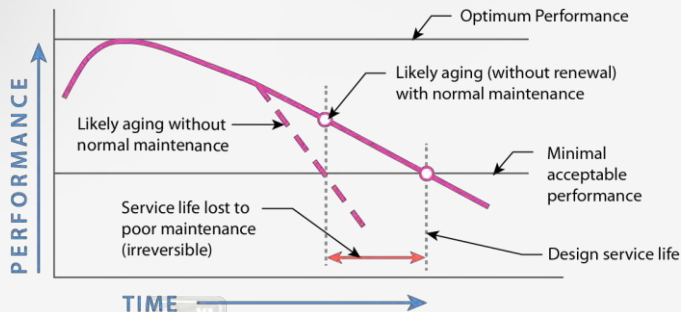 Optimum Performance
Likely aging (without renewal)
with normal maintenance
Likely aging without
normal maintenance
Minimal
acceptable
performance
Service life lost to
poor maintenance
(irreversible)
Design service life
PERFORMANCE
TIME